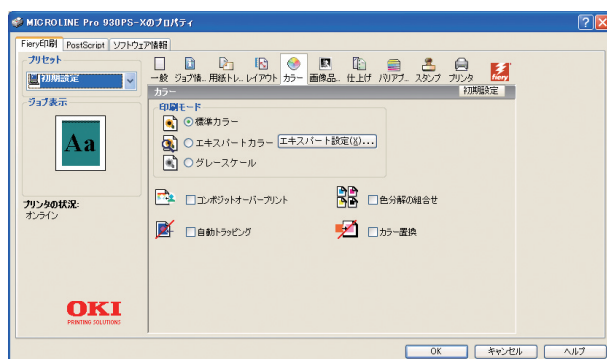 MICROLINE Pro 930PS-Xのプロパティ
Fiery印刷 PostScript ソフトウェア情報
プリセット
初期設定
ジョブ表示
Aa
プリンタの状況:
オンライン
OKI
PRINTING SOLUTIONS
一般 ジョブ情.. 用紙トレ.. レイアウト カラー 画像品.. 仕上げ バリアブ.. スタンプ プリンタ fiery
カラー 初期設定
印刷モード
標準カラー
エキスパートカラー エキスパート設定(X)...
グレースケール
コンポジットオーバープリント 色分解の組合せ
自動トラッピング カラー置換
OK キャンセル ヘルプ